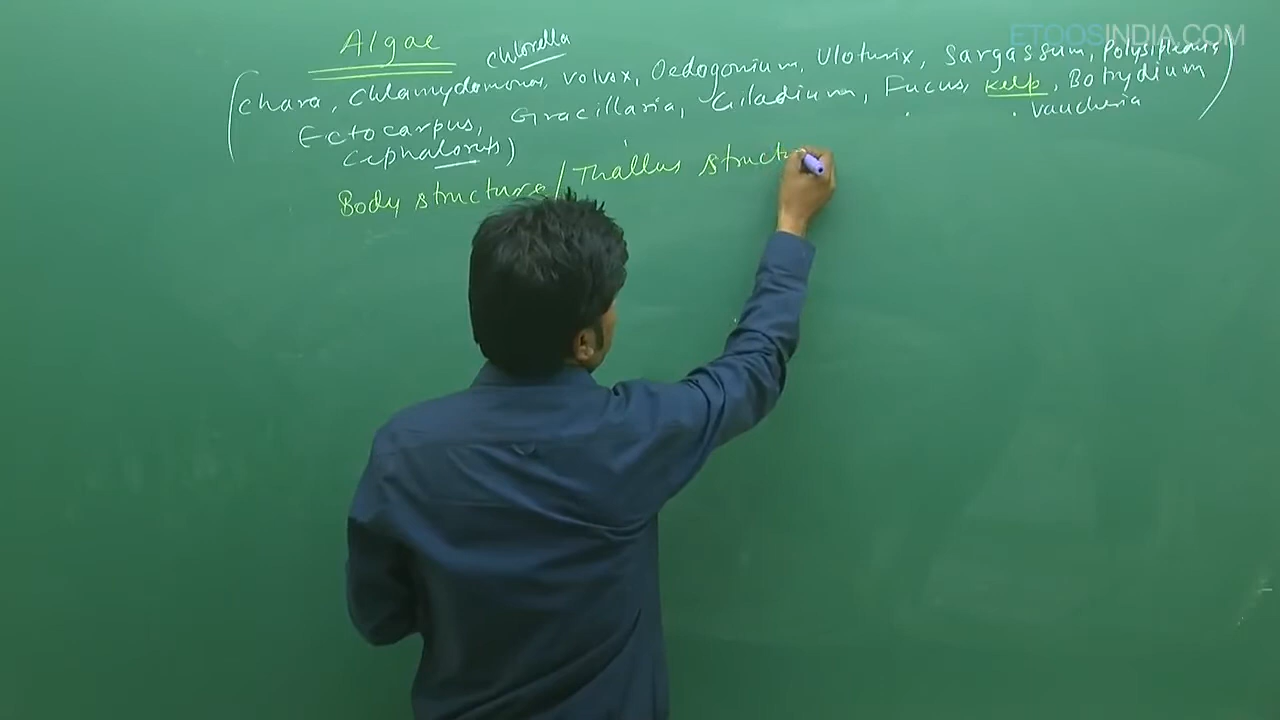 ETOOSINDIA.COM
Algae
chlorella
(chara, chlamydomonas, volvox, Oedogonium, Ulothrix, Sargassum, Polysiphonia,
Ectocarpus, Gracillaria, Giladium, Fucus, kelp, Botrydium
Cephalorus) Vaucheria )
Body structure / Thallus structu